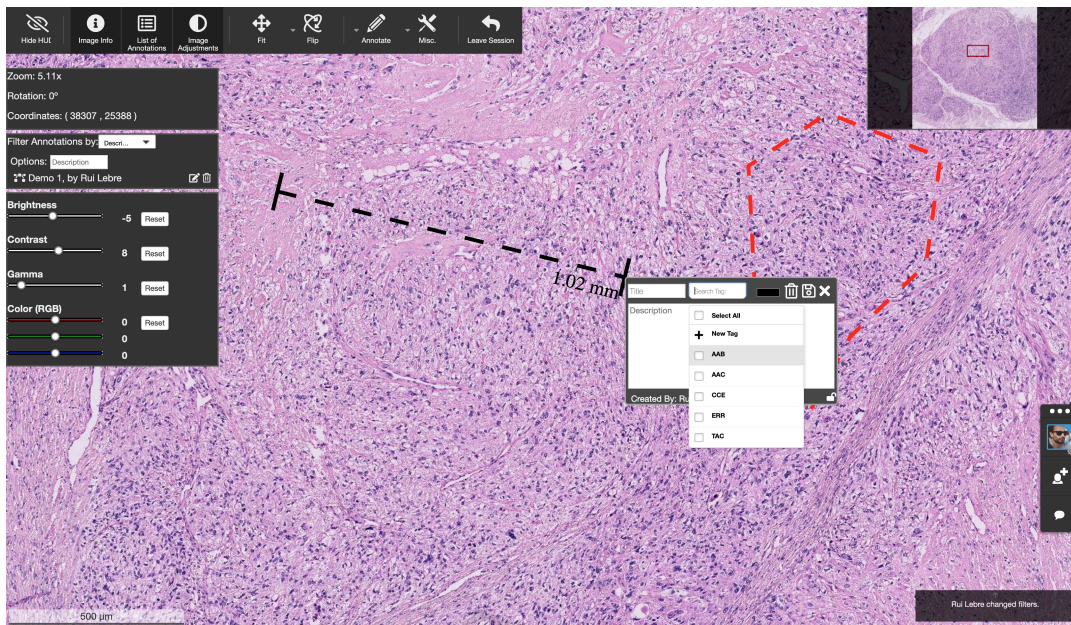 Hide HUD
Image Info
List of
Annotations
Image
Adjustments
Fit
Flip
Annotate
Misc.
Leave Session
Zoom: 5.11x
Rotation: 0º
Coordinates: ( 38307 , 25388 )
Filter Annotations by: Descri...
Options: Description
Demo 1, by Rui Lebre
Brightness
-5 Reset
Contrast
8 Reset
Gamma
1 Reset
Color (RGB)
0 Reset
0
0
1.02 mm
Title
Search Tag:
Description
Select All
New Tag
AAB
AAC
CCE
ERR
TAC
Created By: Ru
500 µm
Rui Lebre changed filters.